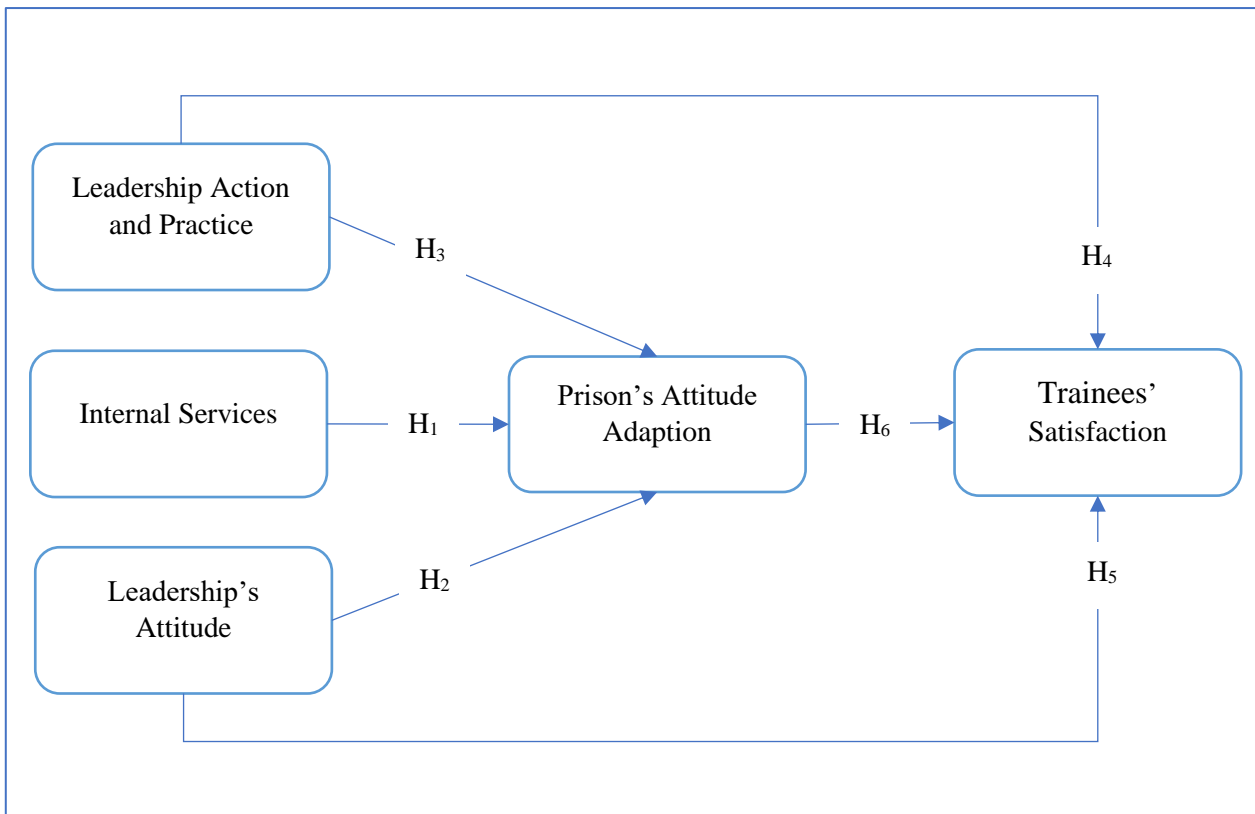 Leadership Action
and Practice
H₃
H₄
Internal Services
H₁
Prison’s Attitude
Adaption
H₆
Trainees’
Satisfaction
Leadership’s
Attitude
H₂
H₅